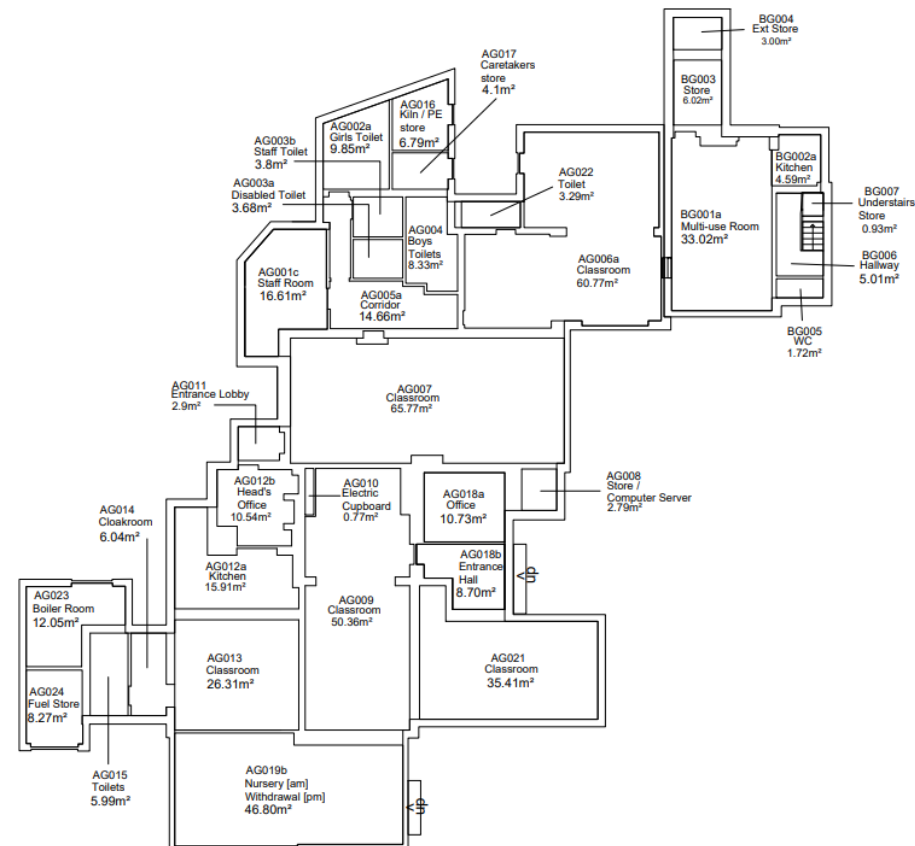 BG004
Ext Store
3.00m²
AG017
Caretakers
store
4.1m²
BG003
Store
6.02m²
AG016
Kiln / PE
store
6.79m²
AG002a
Girls Toilet
9.85m²
AG003b
Staff Toilet
3.8m²
AG003a
Disabled Toilet
3.68m²
AG022
Toilet
3.29m²
BG002a
Kitchen
4.59m²
BG007
Understairs
Store
0.93m²
BG001a
Multi-use Room
33.02m²
AG004
Boys
Toilets
8.33m²
BG006
Hallway
5.01m²
AG006a
Classroom
60.77m²
AG001c
Staff Room
16.61m²
AG005a
Corridor
14.66m²
BG005
WC
1.72m²
AG007
Classroom
65.77m²
AG011
Entrance Lobby
2.9m²
AG012b
Head's
Office
10.54m²
AG010
Electric
Cupboard
0.77m²
AG018a
Office
10.73m²
AG008
Store /
Computer Server
2.79m²
AG014
Cloakroom
6.04m²
AG018b
Entrance
Hall
8.70m²
dn
v
AG012a
Kitchen
15.91m²
AG023
Boiler Room
12.05m²
AG009
Classroom
50.36m²
AG013
Classroom
26.31m²
AG021
Classroom
35.41m²
AG024
Fuel Store
8.27m²
AG015
Toilets
5.99m²
AG019b
Nursery [am]
Withdrawal [pm]
46.80m²
dn
v